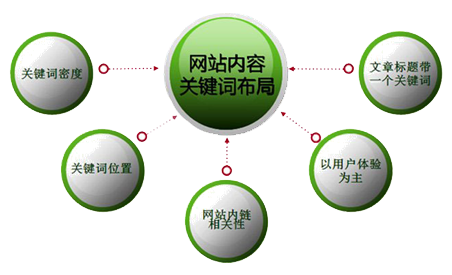 网站内容
关键词布局
关键词密度
文章标题带
一个关键词
关键词位置
以用户体验
为主
网站内链
相关性